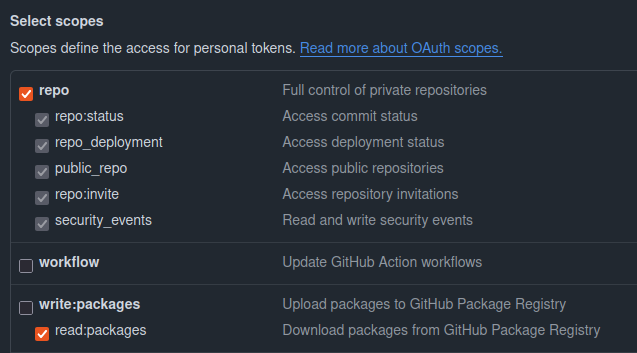 Select scopes
Scopes define the access for personal tokens. Read more about OAuth scopes.
repo Full control of private repositories
repo:status Access commit status
repo_deployment Access deployment status
public_repo Access public repositories
repo:invite Access repository invitations
security_events Read and write security events
workflow Update GitHub Action workflows
write:packages Upload packages to GitHub Package Registry
read:packages Download packages from GitHub Package Registry